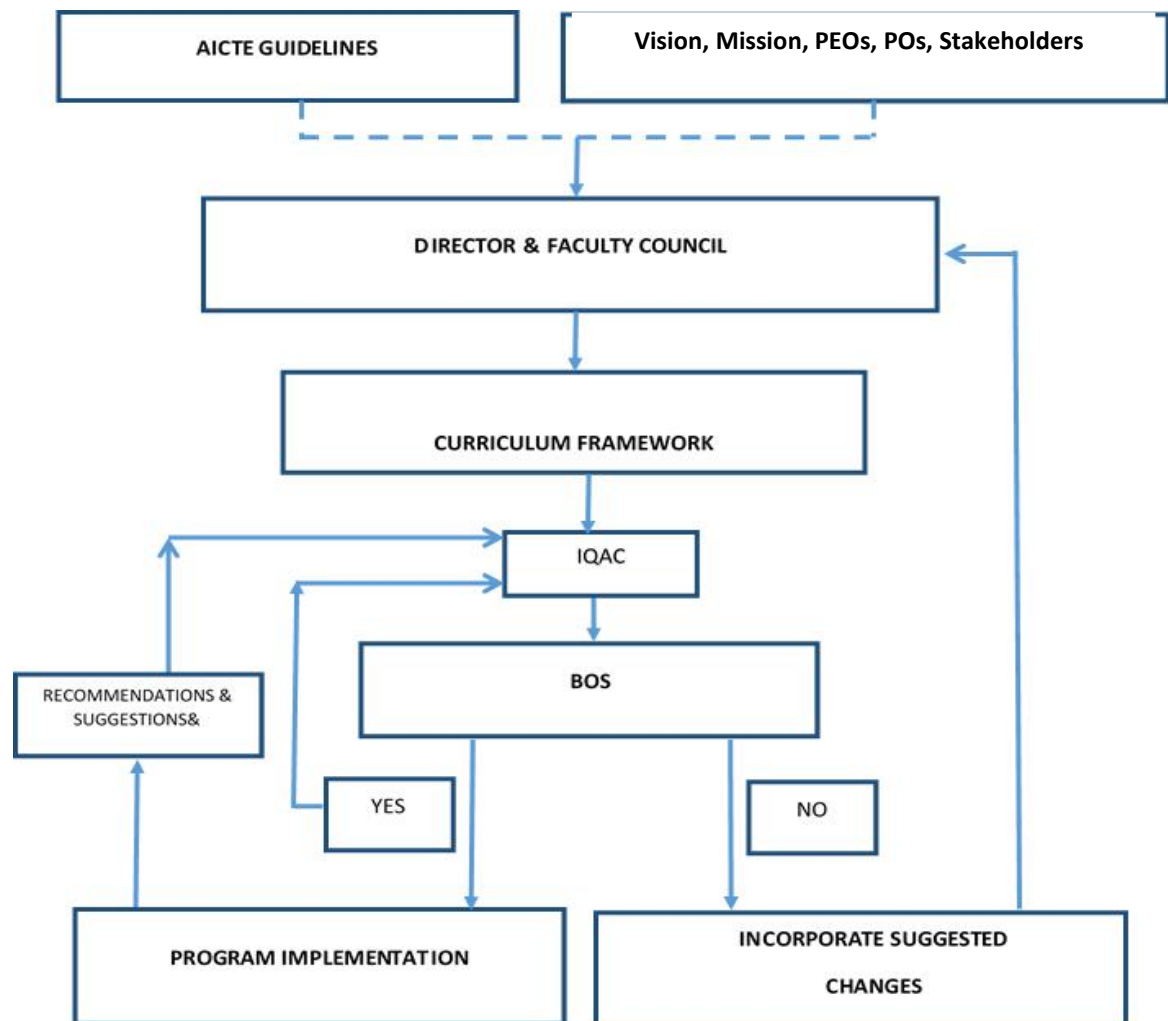 AICTE GUIDELINES
Vision, Mission, PEOs, POs, Stakeholders
DIRECTOR & FACULTY COUNCIL
CURRICULUM FRAMEWORK
IQAC
BOS
RECOMMENDATIONS &
SUGGESTIONS&
YES
NO
PROGRAM IMPLEMENTATION
INCORPORATE SUGGESTED
CHANGES